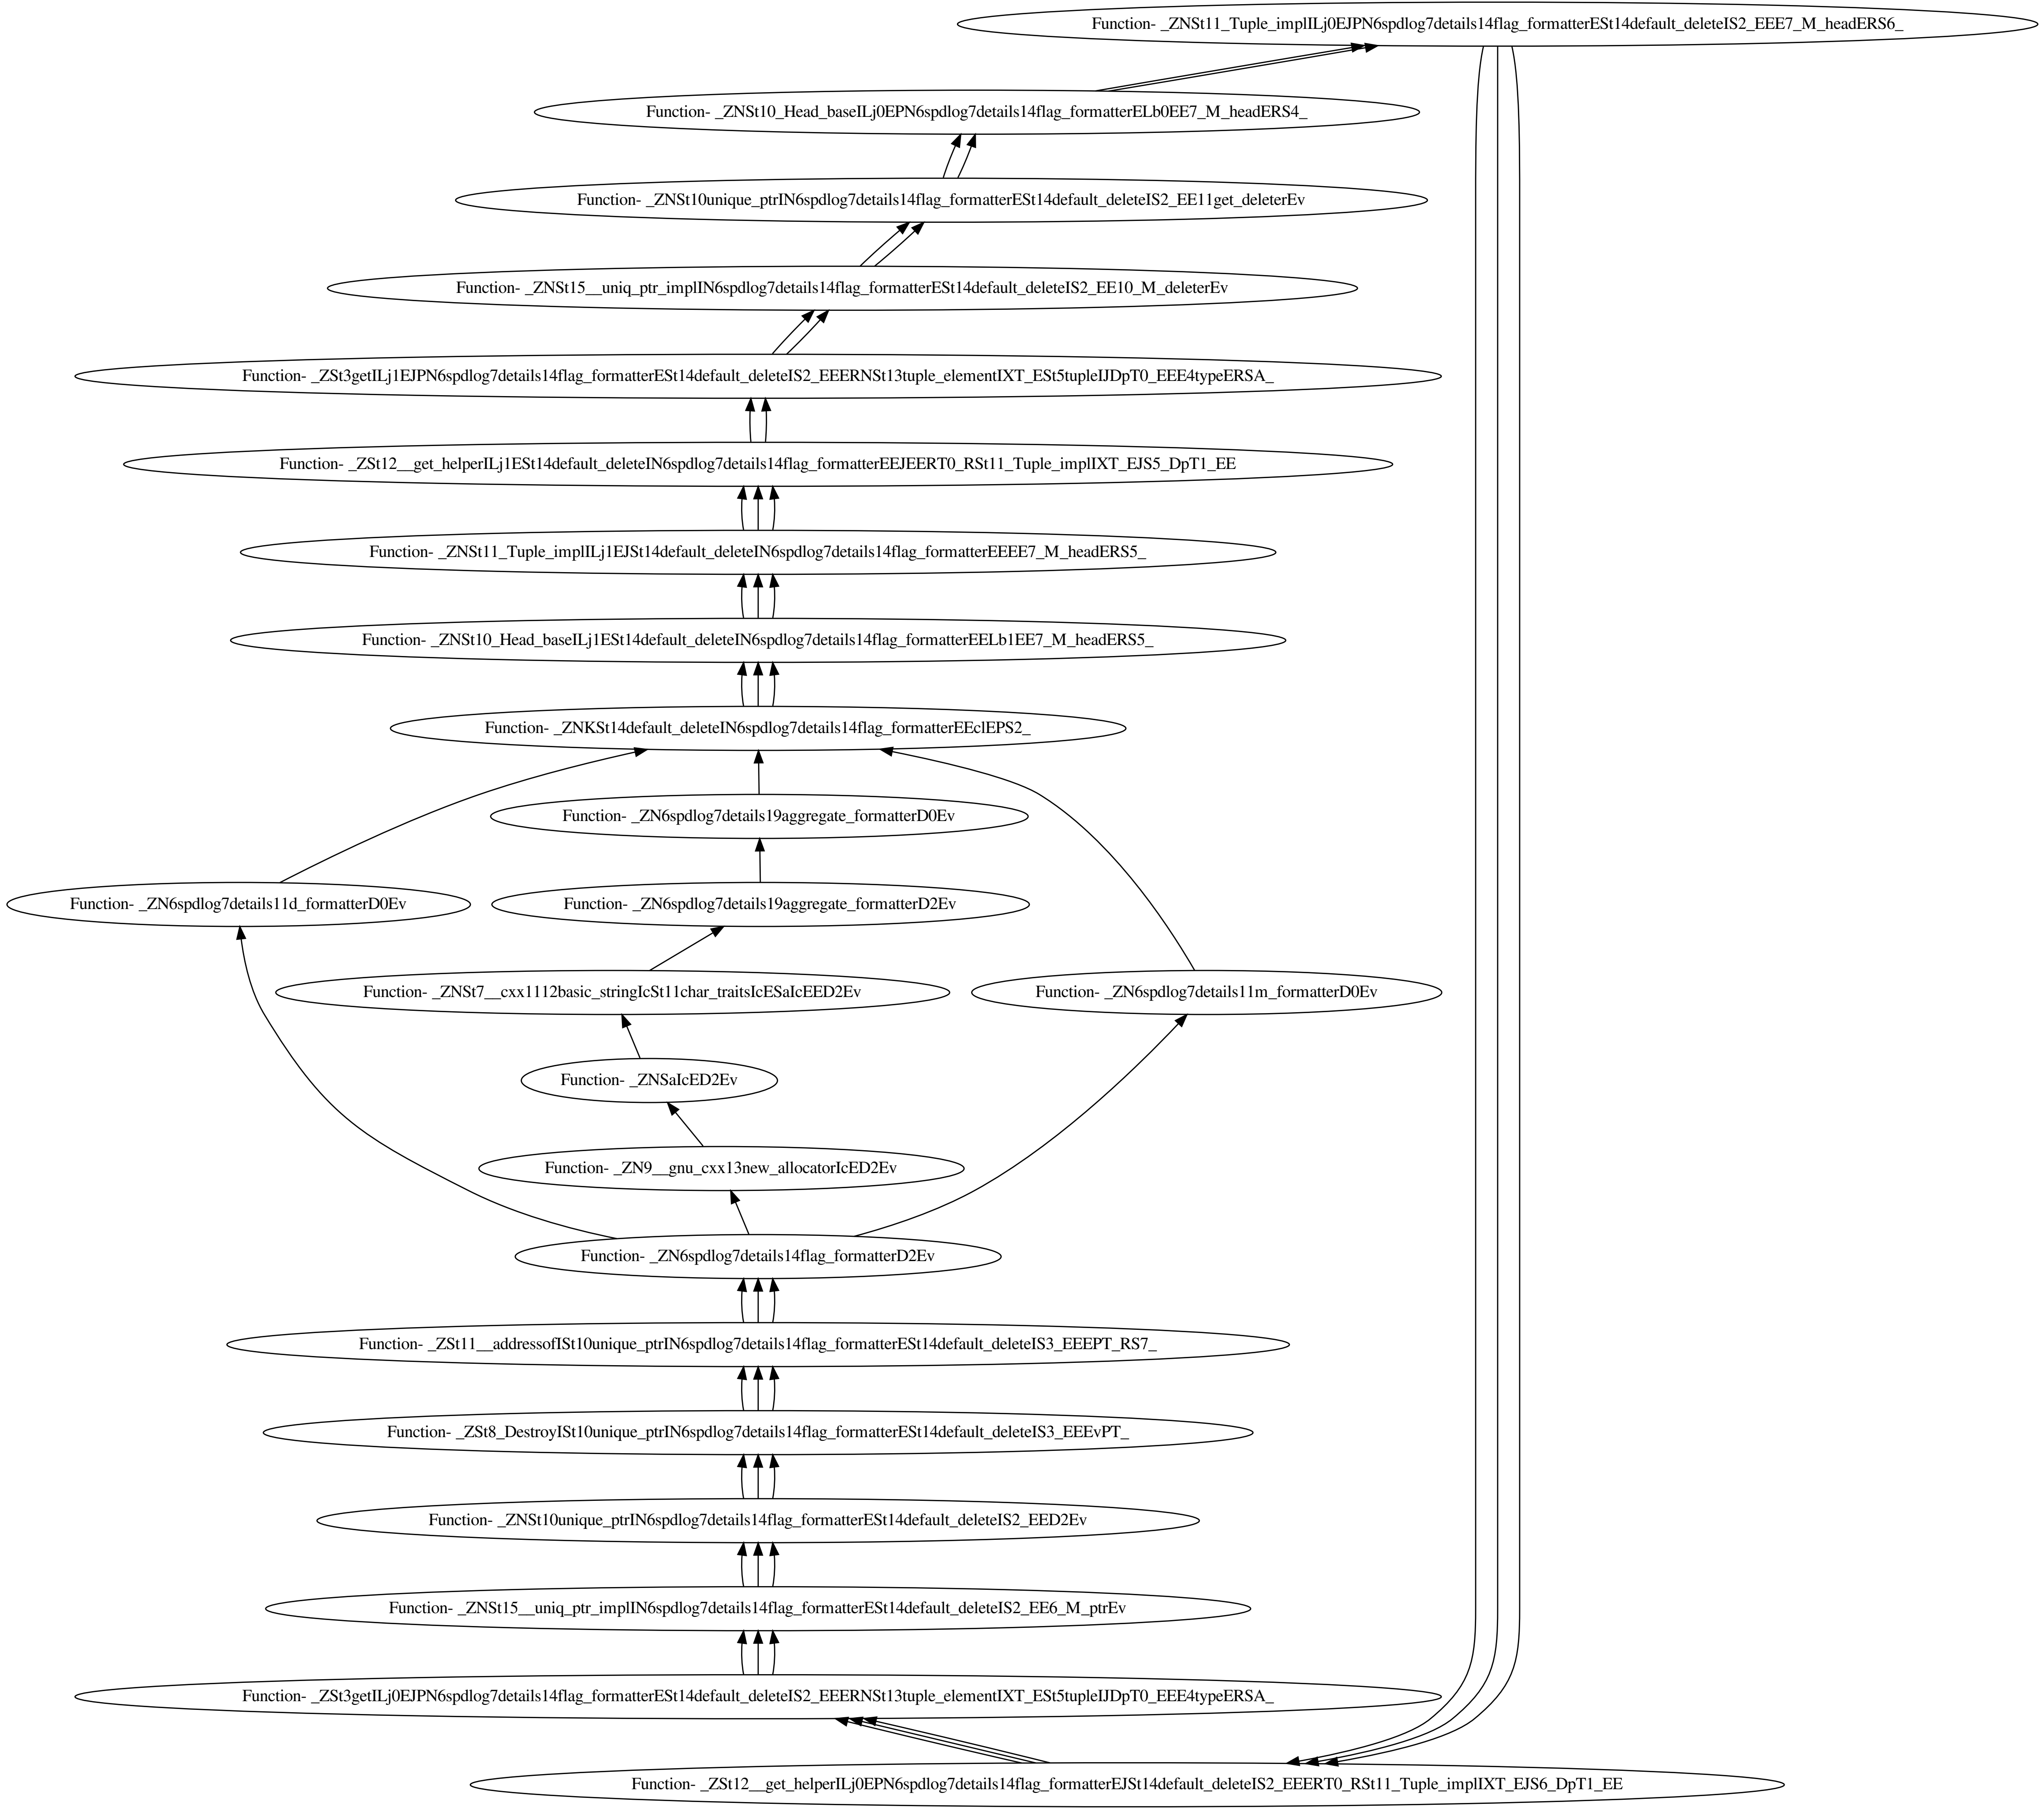 Function- _ZNSt11_Tuple_implILj0EJPN6spdlog7details14flag_formatterESt14default_deleteIS2_EEE7_M_headERS6_
Function- _ZNSt10_Head_baseILj0EPN6spdlog7details14flag_formatterELb0EE7_M_headERS4_
Function- _ZNSt10unique_ptrIN6spdlog7details14flag_formatterESt14default_deleteIS2_EE11get_deleterEv
Function- _ZNSt15__uniq_ptr_implIN6spdlog7details14flag_formatterESt14default_deleteIS2_EE10_M_deleterEv
Function- _ZSt3getILj1EJPN6spdlog7details14flag_formatterESt14default_deleteIS2_EEERNSt13tuple_elementIXT_ESt5tupleIJDpT0_EEE4typeERSA_
Function- _ZSt12__get_helperILj1ESt14default_deleteIN6spdlog7details14flag_formatterEEJEERT0_RSt11_Tuple_implIXT_EJS5_DpT1_EE
Function- _ZNSt11_Tuple_implILj1EJSt14default_deleteIN6spdlog7details14flag_formatterEEEE7_M_headERS5_
Function- _ZNSt10_Head_baseILj1ESt14default_deleteIN6spdlog7details14flag_formatterEELb1EE7_M_headERS5_
Function- _ZNKSt14default_deleteIN6spdlog7details14flag_formatterEEclEPS2_
Function- _ZN6spdlog7details19aggregate_formatterD0Ev
Function- _ZN6spdlog7details11d_formatterD0Ev
Function- _ZN6spdlog7details19aggregate_formatterD2Ev
Function- _ZNSt7__cxx1112basic_stringIcSt11char_traitsIcESaIcEED2Ev
Function- _ZN6spdlog7details11m_formatterD0Ev
Function- _ZNSaIcED2Ev
Function- _ZN9__gnu_cxx13new_allocatorIcED2Ev
Function- _ZN6spdlog7details14flag_formatterD2Ev
Function- _ZSt11__addressofISt10unique_ptrIN6spdlog7details14flag_formatterESt14default_deleteIS3_EEEPT_RS7_
Function- _ZSt8_DestroyISt10unique_ptrIN6spdlog7details14flag_formatterESt14default_deleteIS3_EEEvPT_
Function- _ZNSt10unique_ptrIN6spdlog7details14flag_formatterESt14default_deleteIS2_EED2Ev
Function- _ZNSt15__uniq_ptr_implIN6spdlog7details14flag_formatterESt14default_deleteIS2_EE6_M_ptrEv
Function- _ZSt3getILj0EJPN6spdlog7details14flag_formatterESt14default_deleteIS2_EEERNSt13tuple_elementIXT_ESt5tupleIJDpT0_EEE4typeERSA_
Function- _ZSt12__get_helperILj0EPN6spdlog7details14flag_formatterEJSt14default_deleteIS2_EEERT0_RSt11_Tuple_implIXT_EJS6_DpT1_EE